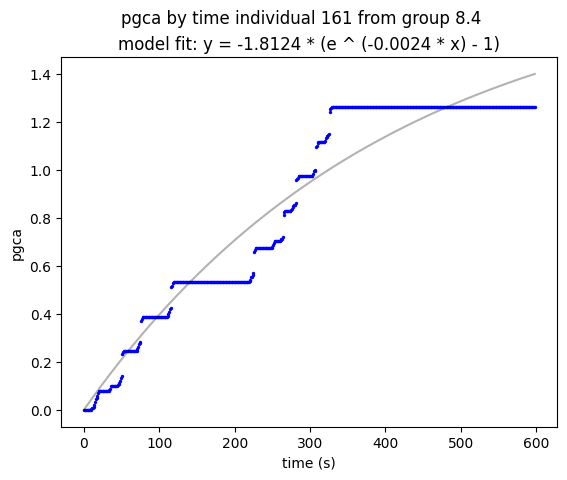 pgca by time individual 161 from group 8.4
model fit: y = -1.8124 * (e ^ (-0.0024 * x) - 1)
1.4
1.2
1.0
0.8
0.6
0.4
0.2
0.0
pgca
0 100 200 300 400 500 600
time (s)